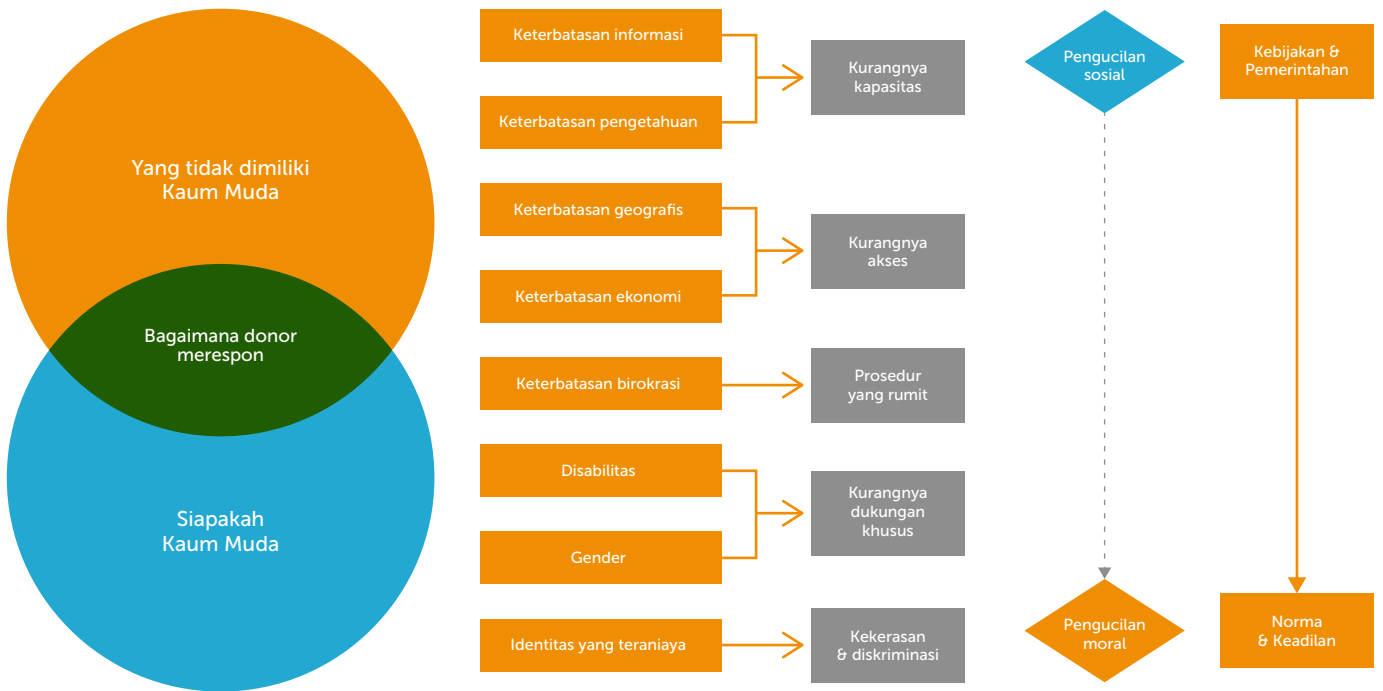 Yang tidak dimiliki
Kaum Muda
Bagaimana donor
merespon
Siapakah
Kaum Muda
Keterbatasan informasi
Keterbatasan pengetahuan
Kurangnya
kapasitas
Keterbatasan geografis
Keterbatasan ekonomi
Kurangnya
akses
Keterbatasan birokrasi
Prosedur
yang rumit
Disabilitas
Gender
Kurangnya
dukungan
khusus
Identitas yang teraniaya
Kekerasan
& diskriminasi
Pengucilan
sosial
Pengucilan
moral
Kebijakan &
Pemerintahan
Norma
& Keadilan